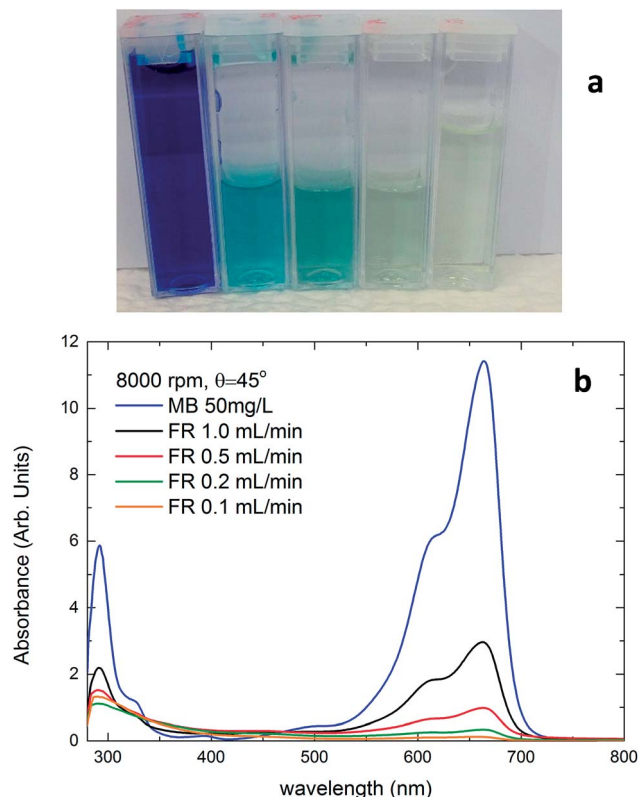 a
12
10
8
6
4
2
0
8000 rpm, θ=45°
b
MB 50mg/L
FR 1.0 mL/min
FR 0.5 mL/min
FR 0.2 mL/min
FR 0.1 mL/min
Absorbance (Arb. Units)
300 400 500 600 700 800
wavelength (nm)